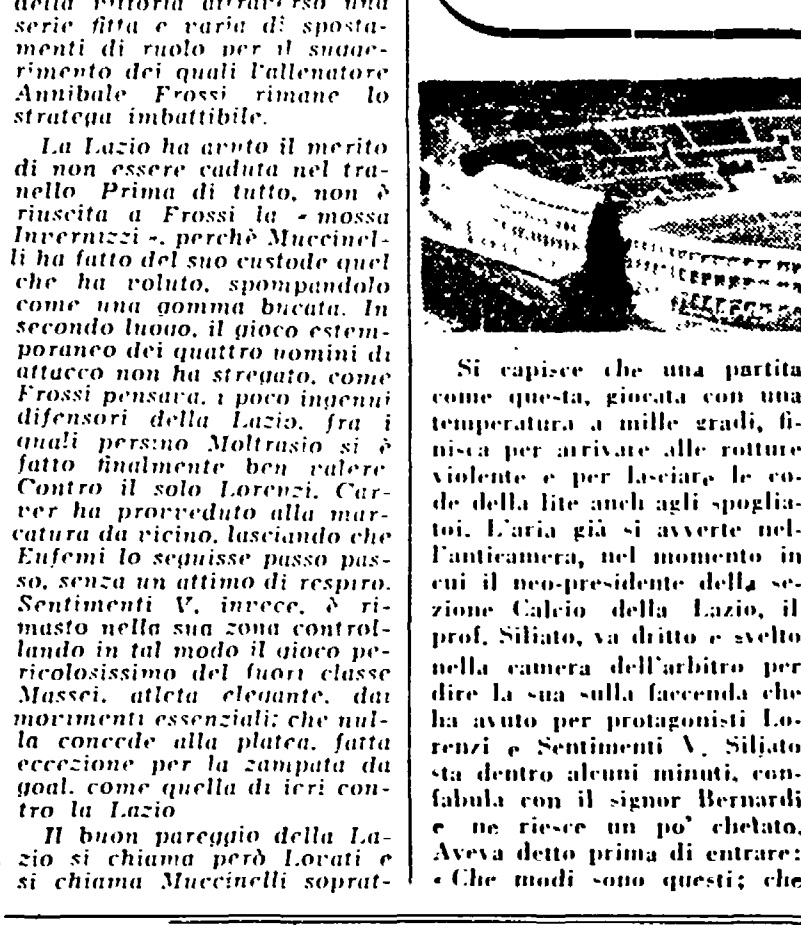 della vittoria attraverso una
serie fitta e varia di sposta-
menti di ruolo per il sugge-
rimento dei quali l'allenatore
Annibale Frossi rimane lo
stratega imbattibile.
La Lazio ha avuto il merito
di non essere caduta nel tra-
nello Prima di tutto, non è
riuscita a Frossi la « mossa
Invernizzi », perchè Muccinel-
li ha fatto del suo custode quel
che ha voluto, spompandolo
come una gomma bucata. In
secondo luogo, il gioco estem-
poraneo dei quattro uomini di
attacco non ha stregato, come
Frossi pensava, i poco ingenui
difensori della Lazio, fra i
quali persino Moltrasio si è
fatto finalmente ben valere
Contro il solo Lorenzi, Car-
ver ha provveduto alla mar-
catura da vicino, lasciando che
Eufemi lo seguisse passo pas-
so, senza un attimo di respiro.
Sentimenti V, invece, è ri-
masto nella sua zona control-
lando in tal modo il gioco pe-
ricolosissimo del fuori classe
Massei, atleta elegante, dai
movimenti essenziali; che nul-
la concede alla platea, fatta
eccezione per la zampata da
goal, come quella di ieri con-
tro la Lazio
Il buon pareggio della La-
zio si chiama però Lovati e
si chiama Muccinelli soprat-
Si capisce che una partita
come questa, giocata con una
temperatura a mille gradi, fi-
nisca per arrivare alle rotture
violente e per lasciare le co-
de della lite anch agli spoglia-
toi. L'aria già si avverte nel-
l'anticamera, nel momento in
cui il neo-presidente della se-
zione Calcio della Lazio, il
prof. Siliato, va dritto e svelto
nella camera dell'arbitro per
dire la sua sulla faccenda che
ha avuto per protagonisti Lo-
renzi e Sentimenti V. Siliato
sta dentro alcuni minuti, con-
fabula con il signor Bernardi
e ne riesce un po' chetato.
Aveva detto prima di entrare:
« Che modi sono questi; che